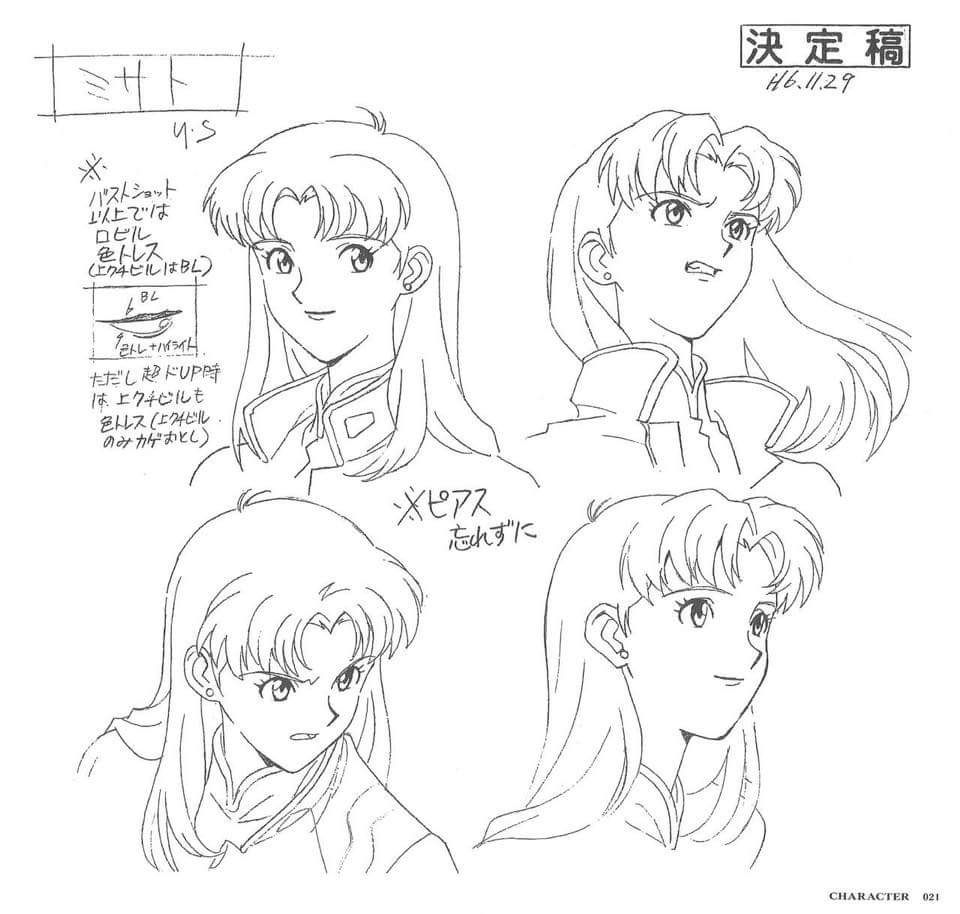 ミサト
Y.S
決定稿
H6.11.29
※
バストショット
以上では
口ビル
色トレス
(上クチビルはBL)
BL
色トレ+ハイライト
ただし超ドUP時
は、上クチビルも
色トレス(上クチビル
のみカゲおとし)
※ピアス
忘れずに
CHARACTER 021